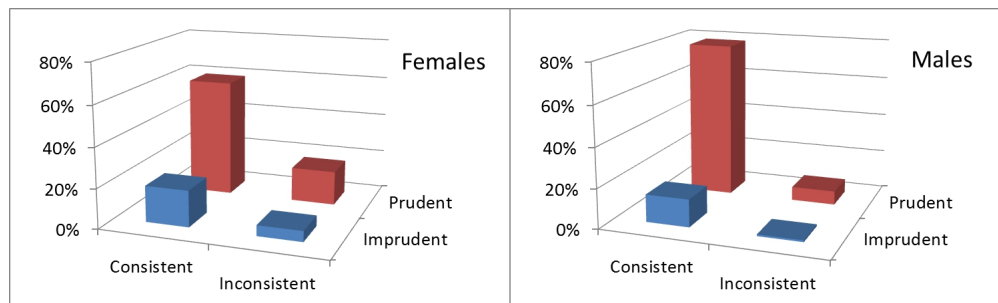 Females
80%
60%
40%
20%
0%
Prudent
Imprudent
Consistent
Inconsistent
Males
80%
60%
40%
20%
0%
Prudent
Imprudent
Consistent
Inconsistent